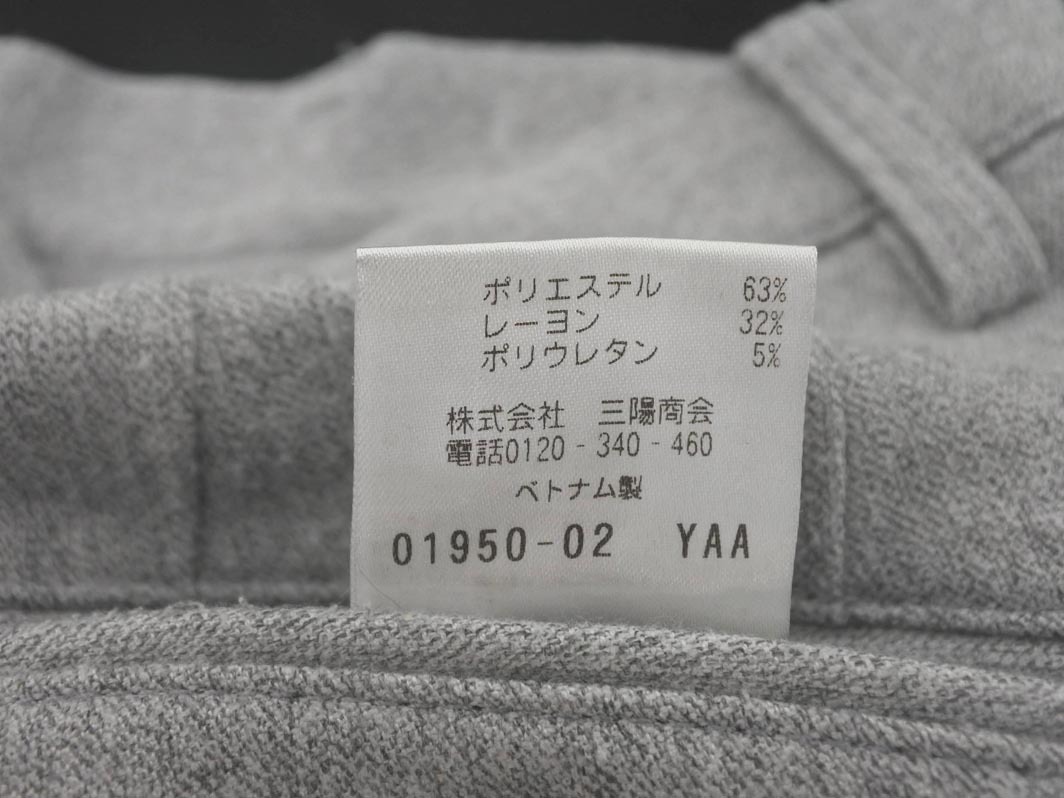 ポリエステル 63%
レーヨン 32%
ポリウレタン 5%
株式会社 三陽商会
電話0120-340-460
ベトナム製
01950-02 YAA